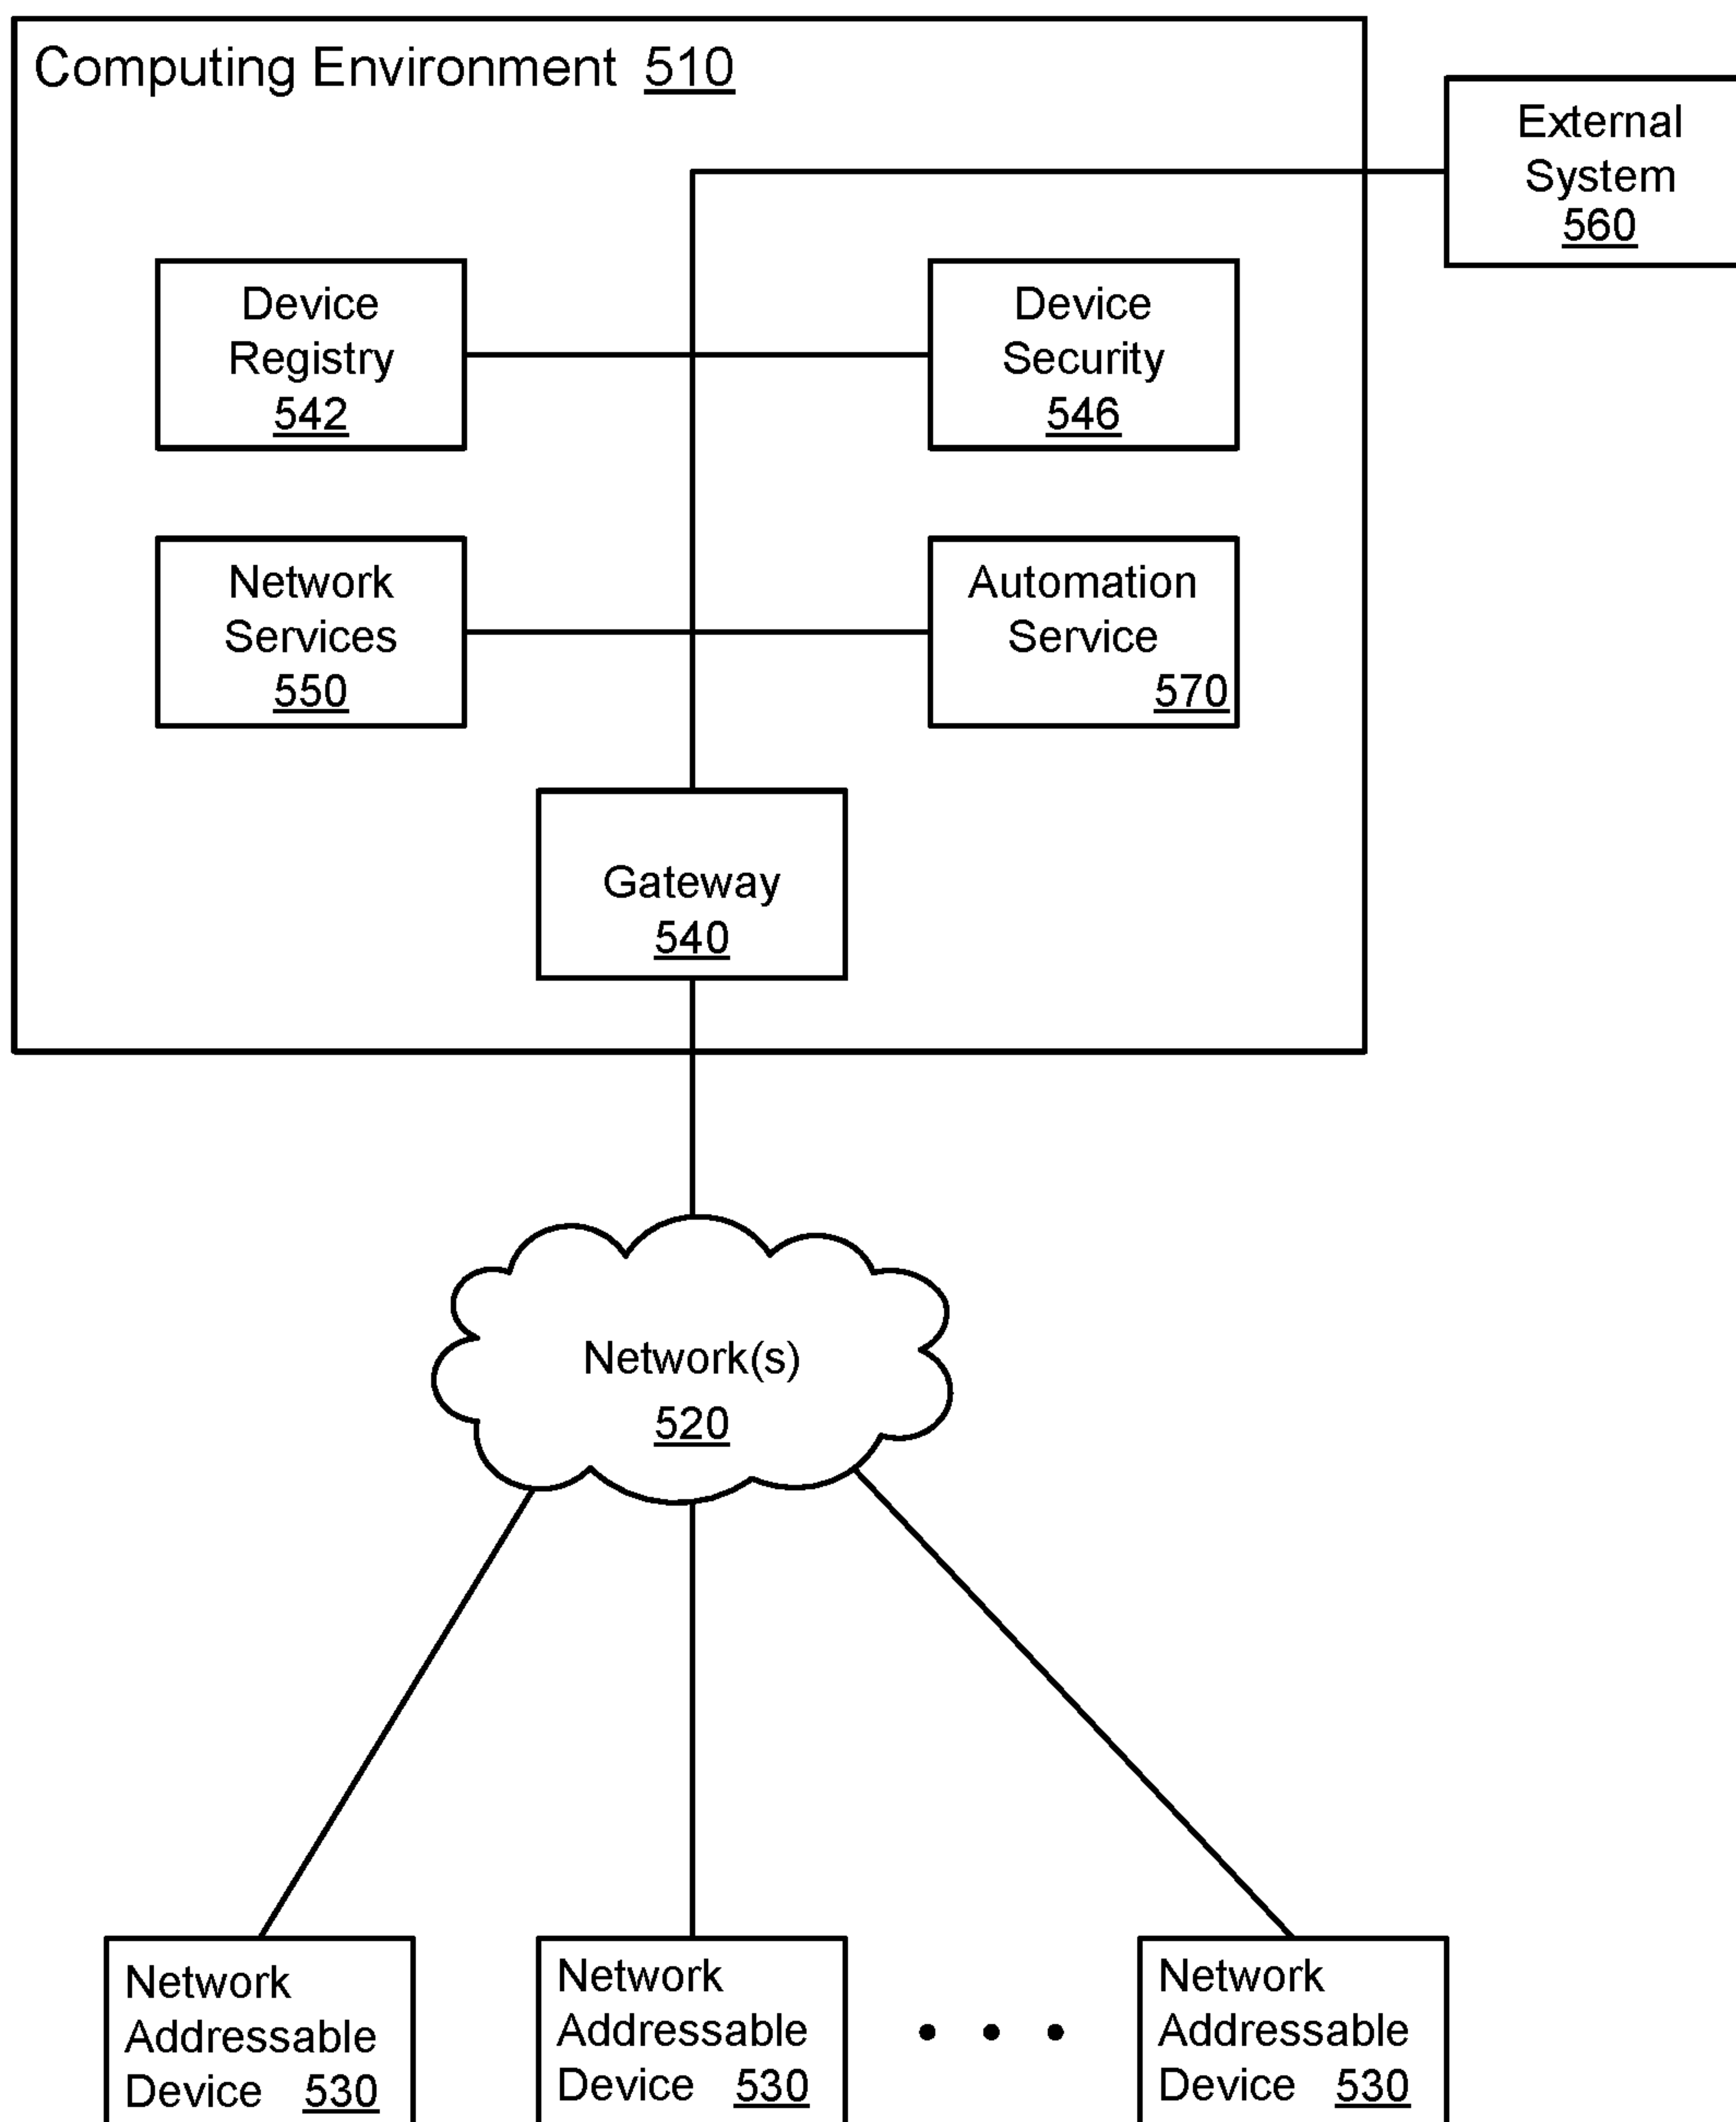 Computing Environment 510
External
System
560
Device
Registry
542
Device
Security
546
Network
Services
550
Automation
Service
570
Gateway
540
Network(s)
520
Network
Addressable
Device 530
Network
Addressable
Device 530
Network
Addressable
Device 530